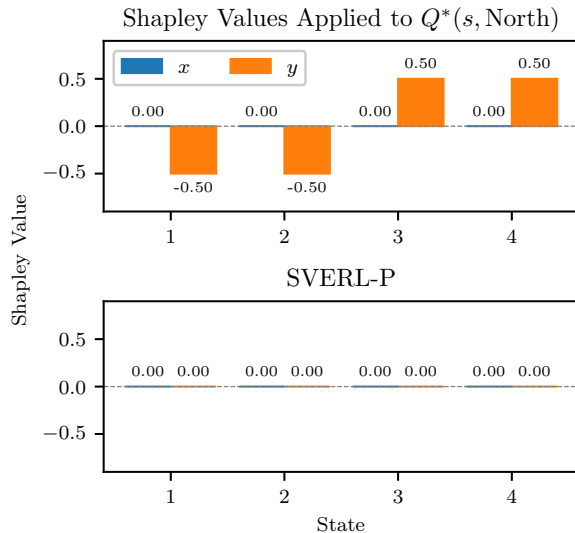 Shapley Values Applied to Q*(s, North)
x y
0.5
0.0
−0.5
0.00 0.00 0.00 0.00
-0.50 -0.50 0.50 0.50
1 2 3 4
Shapley Value
SVERL-P
0.5
0.0
−0.5
0.00 0.00 0.00 0.00 0.00 0.00 0.00 0.00
1 2 3 4
State